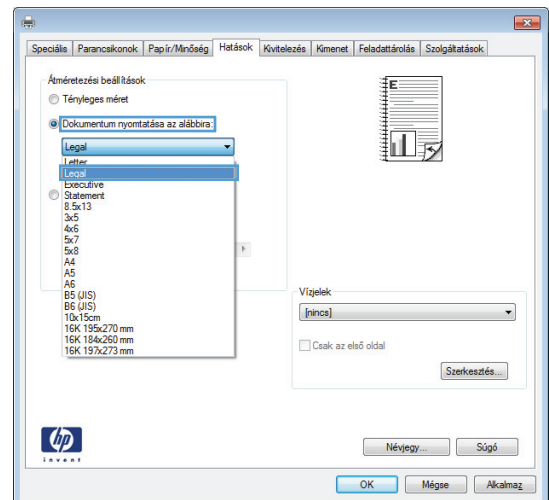 Speciális Parancsikonok Papír/Minőség Hatások Kivitelezés Kimenet Feladattárolás Szolgáltatások
Átméretezési beállítások
Tényleges méret
Dokumentum nyomtatása az alábbira:
Legal
Letter
Legal
Executive
Statement
8.5x13
3x5
4x6
5x7
5x8
A4
A5
A6
B5 (JIS)
B6 (JIS)
10x15cm
16K 195x270 mm
16K 184x260 mm
16K 197x273 mm
E
Vízjelek
[nincs]
Csak az első oldal
Szerkesztés...
hp
invent
Névjegy... Súgó
OK Mégse Alkalmaz